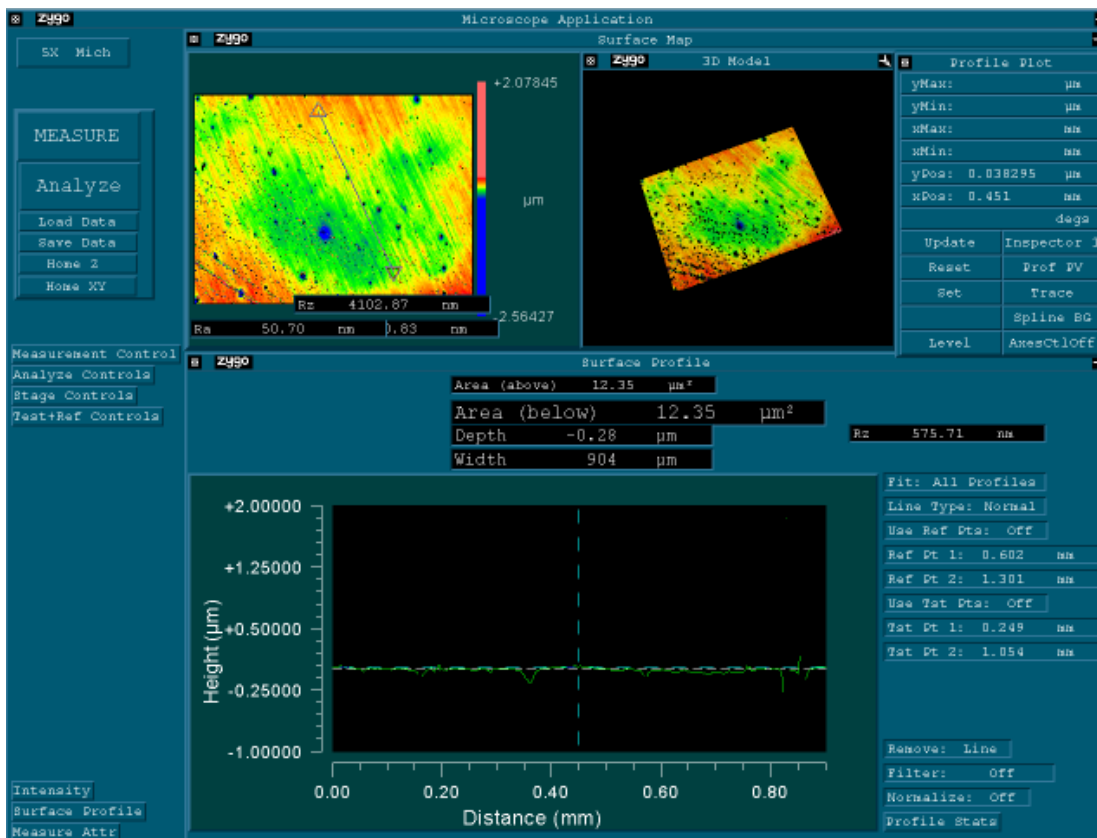 zygo Microscope Application
5X Mich
MEASURE
Analyze
Load Data
Save Data
Home Z
Home XY
Measurement Control
Analyze Controls
Stage Controls
Test+Ref Controls
Intensity
Surface Profile
Measure Attr
zygo Surface Map
+2.07845
µm
-2.56427
Rz 4102.87 nm
Ra 50.70 nm 0.83 nm
zygo 3D Model
Profile Plot
yMax: µm
yMin: µm
xMax: mm
xMin: mm
yPos: 0.038295 µm
xPos: 0.451 mm
degs
Update Inspector 1
Reset Prof PV
Set Trace
Spline BG
Level AxesCtlOff
zygo Surface Profile
Area (above) 12.35 µm²
Area (below) 12.35 µm²
Depth -0.28 µm
Width 904 µm
Rz 575.71 nm
+2.00000
+1.25000
+0.50000
-0.25000
-1.00000
Height (µm)
0.00 0.20 0.40 0.60 0.80
Distance (mm)
Fit: All Profiles
Line Type: Normal
Use Ref Pts: Off
Ref Pt 1: 0.602 mm
Ref Pt 2: 1.301 mm
Use Tst Pts: Off
Tst Pt 1: 0.249 mm
Tst Pt 2: 1.054 mm
Remove: Line
Filter: Off
Normalize: Off
Profile Stats